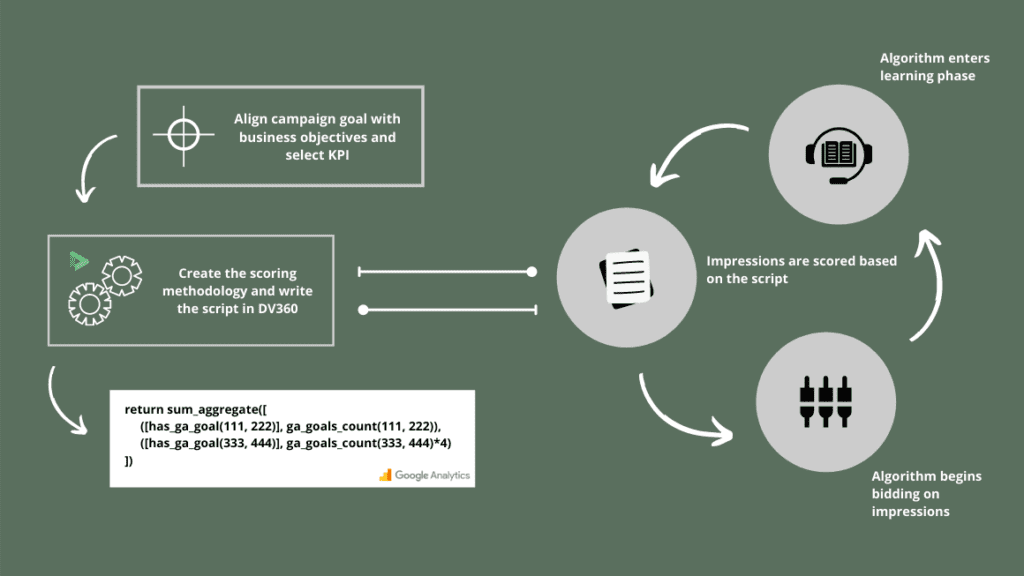 Align campaign goal with
business objectives and
select KPI
Create the scoring
methodology and write
the script in DV360
return sum_aggregate([
([has_ga_goal(111, 222)], ga_goals_count(111, 222)),
([has_ga_goal(333, 444)], ga_goals_count(333, 444)*4)
])
Google Analytics
Algorithm enters
learning phase
Impressions are scored based
on the script
Algorithm begins
bidding on
impressions